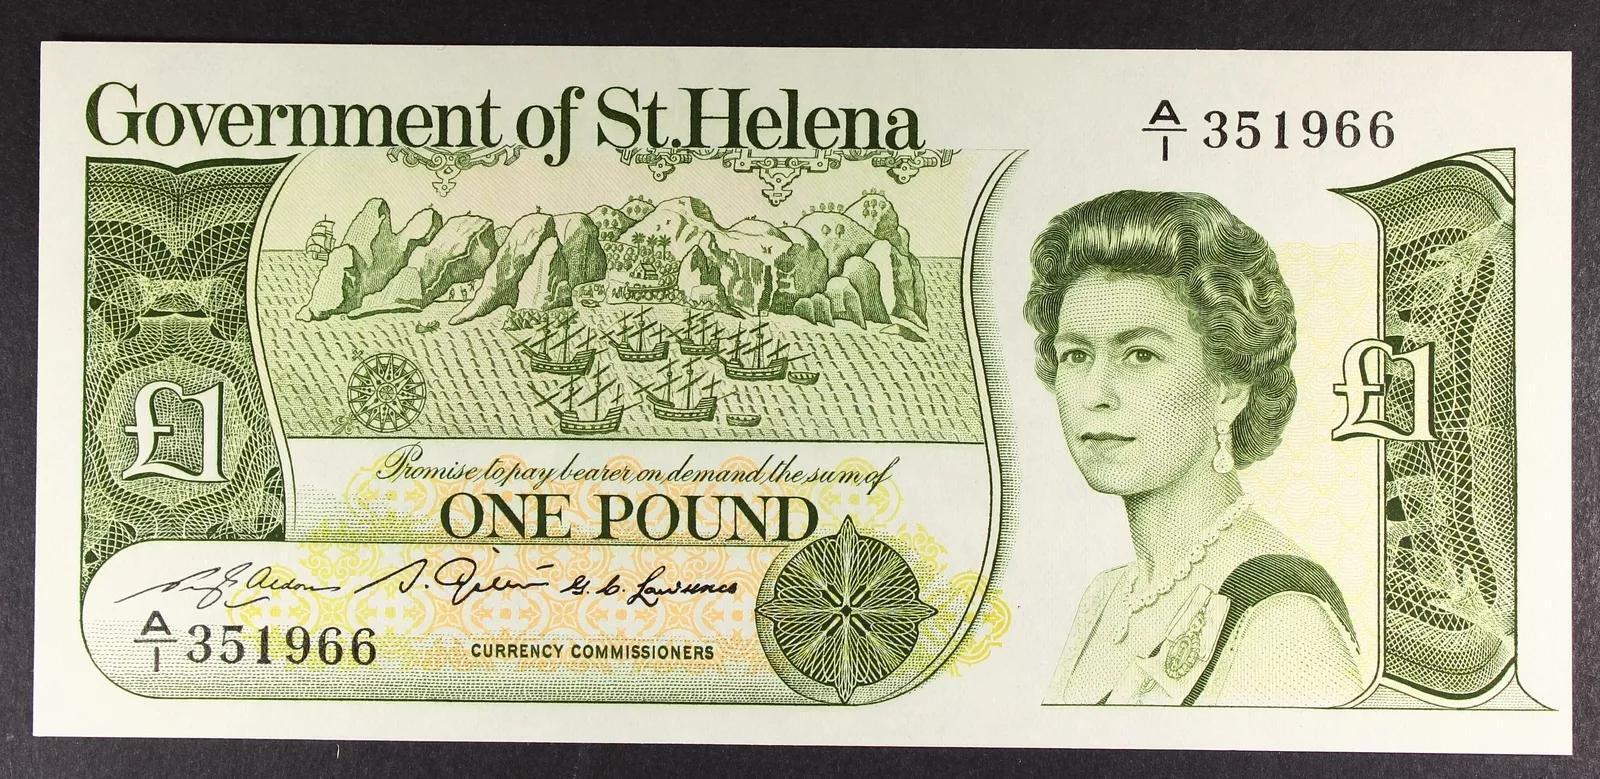 Government of St.Helena
A/1 351966
£1
£1
Promise to pay bearer on demand the sum of
ONE POUND
G. C. Lawrence
A/1 351966
CURRENCY COMMISSIONERS